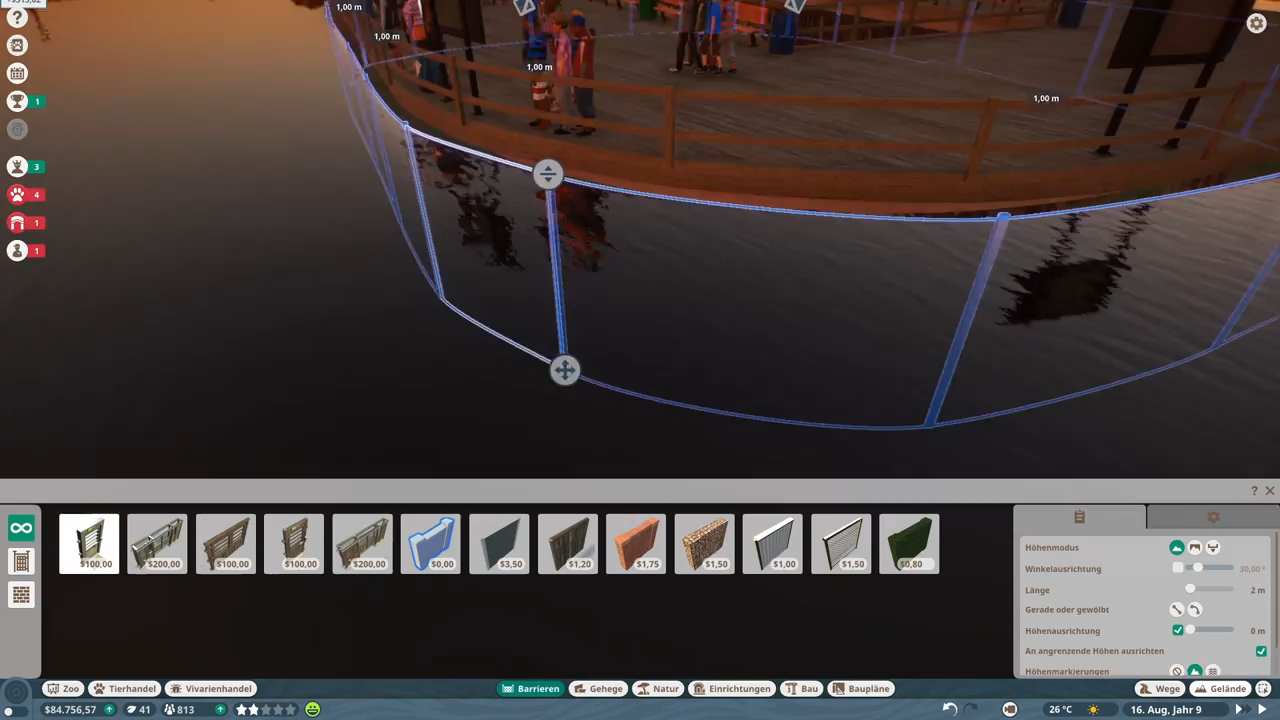 1,00 m
1,00 m
1,00 m
1,00 m
1
3
4
1
1
?
?
$100,00 $200,00 $100,00 $100,00 $200,00 $0,00 $3,50 $1,20 $1,75 $1,50 $1,00 $1,50 $0,80
Höhenmodus
Winkelausrichtung 30,00 °
Länge 2 m
Gerade oder gewölbt
Höhenausrichtung 0 m
An angrenzende Höhen ausrichten
Höhenmarkierungen
Zoo Tierhandel Vivarienhandel Barrieren Gehege Natur Einrichtungen Bau Baupläne Wege Gelände
$84.756,57 41 813 26 °C 16. Aug, Jahr 9